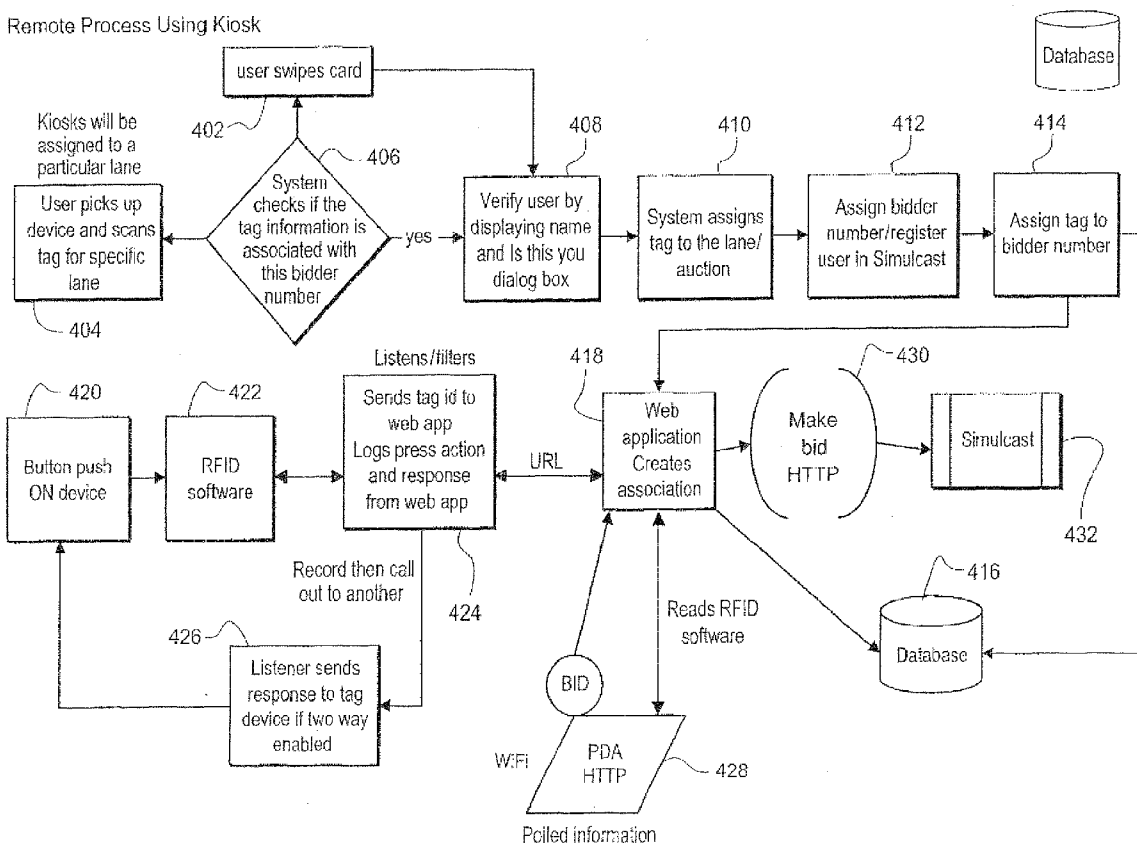 Remote Process Using Kiosk
Database
user swipes card
402
408
410
412
414
Kiosks will be
assigned to a
particular lane
406
User picks up
device and scans
tag for specific
lane
404
System
checks if the
tag information is
associated with
this bidder
number
yes
Verify user by
displaying name
and Is this you
dialog box
System assigns
tag to the lane/
auction
Assign bidder
number/register
user in Simulcast
Assign tag to
bidder number
420
Button push
ON device
422
RFID
software
Listens/filters
Sends tag id to
web app
Logs press action
and response
from web app
424
URL
418
Web
application
Creates
association
430
Make
bid
HTTP
Simulcast
432
Record then call
out to another
426
Listener sends
response to tag
device if two way
enabled
Reads RFID
software
416
Database
BID
WiFi
PDA
HTTP
428
Polled information